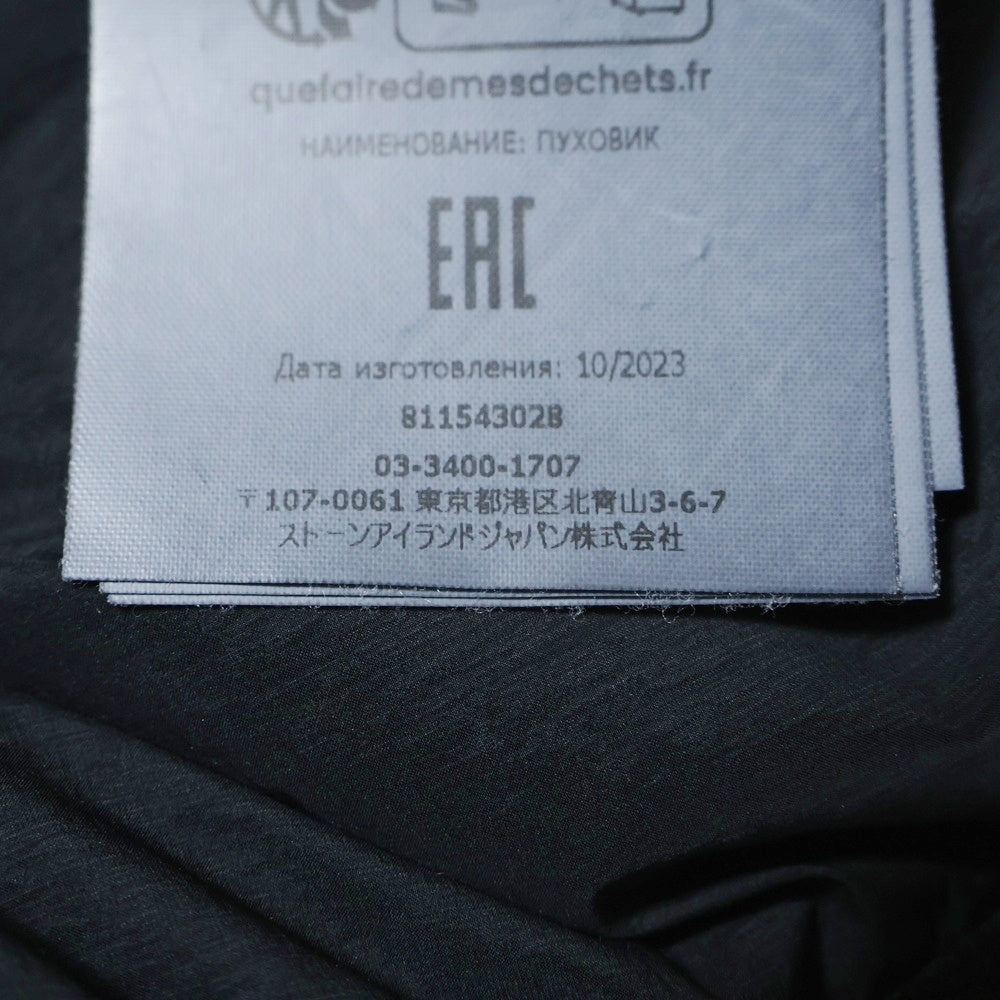 quefairedemesdechets.fr
НАИМЕНОВАНИЕ: ПУХОВИК
EAC
Дата изготовления: 10/2023
81154302B
03-3400-1707
〒107-0061 東京都港区北青山3-6-7
ストーンアイランドジャパン株式会社